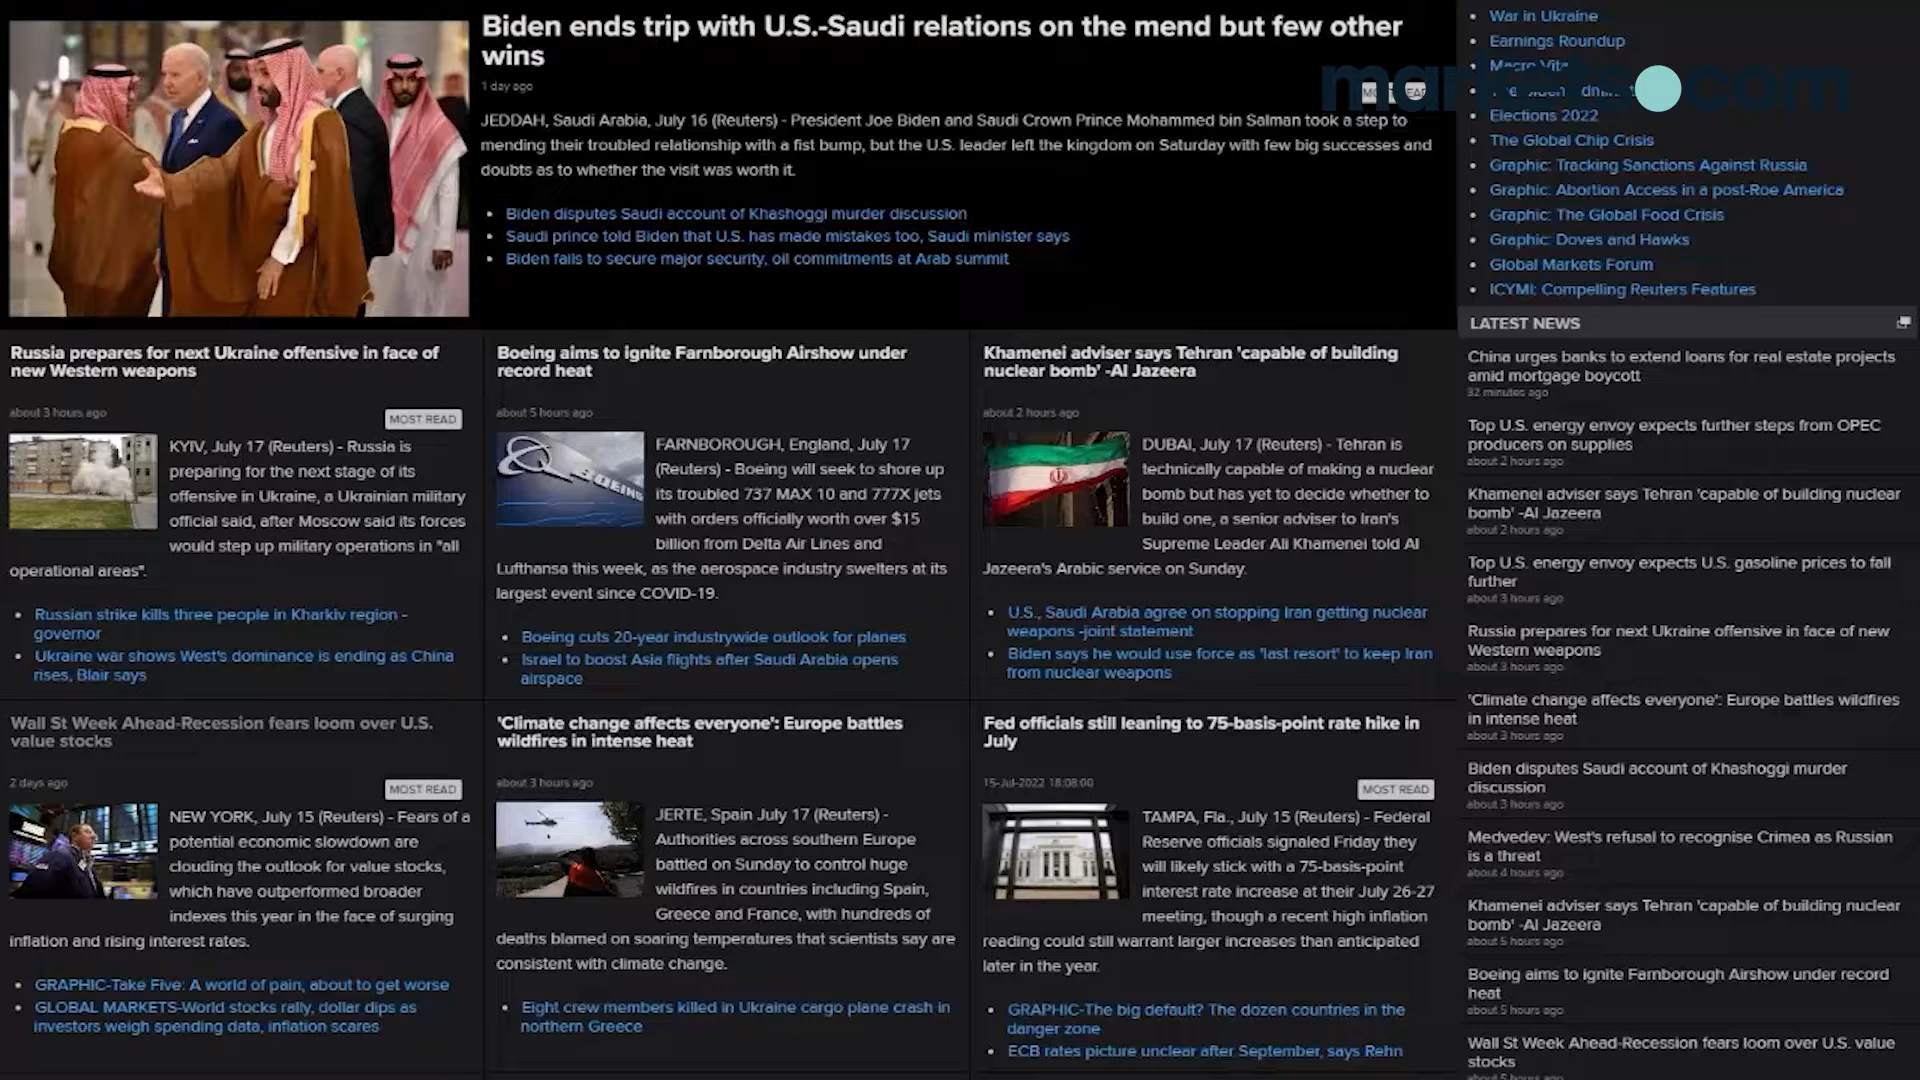 Biden ends trip with U.S.-Saudi relations on the mend but few other
wins
1 day ago
JEDDAH, Saudi Arabia, July 16 (Reuters) - President Joe Biden and Saudi Crown Prince Mohammed bin Salman took a step to
mending their troubled relationship with a fist bump, but the U.S. leader left the kingdom on Saturday with few big successes and
doubts as to whether the visit was worth it.
• Biden disputes Saudi account of Khashoggi murder discussion
• Saudi prince told Biden that U.S. has made mistakes too, Saudi minister says
• Biden fails to secure major security, oil commitments at Arab summit
Russia prepares for next Ukraine offensive in face of
new Western weapons
about 3 hours ago
MOST READ
KYIV, July 17 (Reuters) - Russia is
preparing for the next stage of its
offensive in Ukraine, a Ukrainian military
official said, after Moscow said its forces
would step up military operations in "all
operational areas".
• Russian strike kills three people in Kharkiv region -
governor
• Ukraine war shows West's dominance is ending as China
rises, Blair says
Boeing aims to ignite Farnborough Airshow under
record heat
about 5 hours ago
BOEING
FARNBOROUGH, England, July 17
(Reuters) - Boeing will seek to shore up
its troubled 737 MAX 10 and 777X jets
with orders officially worth over $15
billion from Delta Air Lines and
Lufthansa this week, as the aerospace industry swelters at its
largest event since COVID-19.
• Boeing cuts 20-year industrywide outlook for planes
• Israel to boost Asia flights after Saudi Arabia opens
airspace
Khamenei adviser says Tehran 'capable of building
nuclear bomb' -Al Jazeera
about 2 hours ago
DUBAI, July 17 (Reuters) - Tehran is
technically capable of making a nuclear
bomb but has yet to decide whether to
build one, a senior adviser to Iran's
Supreme Leader Ali Khamenei told Al
Jazeera's Arabic service on Sunday.
• U.S., Saudi Arabia agree on stopping Iran getting nuclear
weapons -joint statement
• Biden says he would use force as 'last resort' to keep Iran
from nuclear weapons
Wall St Week Ahead-Recession fears loom over U.S.
value stocks
2 days ago
MOST READ
NEW YORK, July 15 (Reuters) - Fears of a
potential economic slowdown are
clouding the outlook for value stocks,
which have outperformed broader
indexes this year in the face of surging
inflation and rising interest rates.
• GRAPHIC-Take Five: A world of pain, about to get worse
• GLOBAL MARKETS-World stocks rally, dollar dips as
investors weigh spending data, inflation scares
'Climate change affects everyone': Europe battles
wildfires in intense heat
about 3 hours ago
JERTE, Spain July 17 (Reuters) -
Authorities across southern Europe
battled on Sunday to control huge
wildfires in countries including Spain,
Greece and France, with hundreds of
deaths blamed on soaring temperatures that scientists say are
consistent with climate change.
• Eight crew members killed in Ukraine cargo plane crash in
northern Greece
Fed officials still leaning to 75-basis-point rate hike in
July
15-Jul-2022 18:08:00
MOST READ
TAMPA, Fla., July 15 (Reuters) - Federal
Reserve officials signaled Friday they
will likely stick with a 75-basis-point
interest rate increase at their July 26-27
meeting, though a recent high inflation
reading could still warrant larger increases than anticipated
later in the year.
• GRAPHIC-The big default? The dozen countries in the
danger zone
• ECB rates picture unclear after September, says Rehn
• War in Ukraine
• Earnings Roundup
markets.com
• Elections 2022
• The Global Chip Crisis
• Graphic: Tracking Sanctions Against Russia
• Graphic: Abortion Access in a post-Roe America
• Graphic: The Global Food Crisis
• Graphic: Doves and Hawks
• Global Markets Forum
• ICYMI: Compelling Reuters Features
LATEST NEWS
China urges banks to extend loans for real estate projects
amid mortgage boycott
32 minutes ago
Top U.S. energy envoy expects further steps from OPEC
producers on supplies
about 2 hours ago
Khamenei adviser says Tehran 'capable of building nuclear
bomb' -Al Jazeera
about 2 hours ago
Top U.S. energy envoy expects U.S. gasoline prices to fall
further
about 3 hours ago
Russia prepares for next Ukraine offensive in face of new
Western weapons
about 3 hours ago
'Climate change affects everyone': Europe battles wildfires
in intense heat
about 3 hours ago
Biden disputes Saudi account of Khashoggi murder
discussion
about 3 hours ago
Medvedev: West's refusal to recognise Crimea as Russian
is a threat
about 4 hours ago
Khamenei adviser says Tehran 'capable of building nuclear
bomb' -Al Jazeera
about 5 hours ago
Boeing aims to ignite Farnborough Airshow under record
heat
about 5 hours ago
Wall St Week Ahead-Recession fears loom over U.S. value
stocks
about 5 hours ago